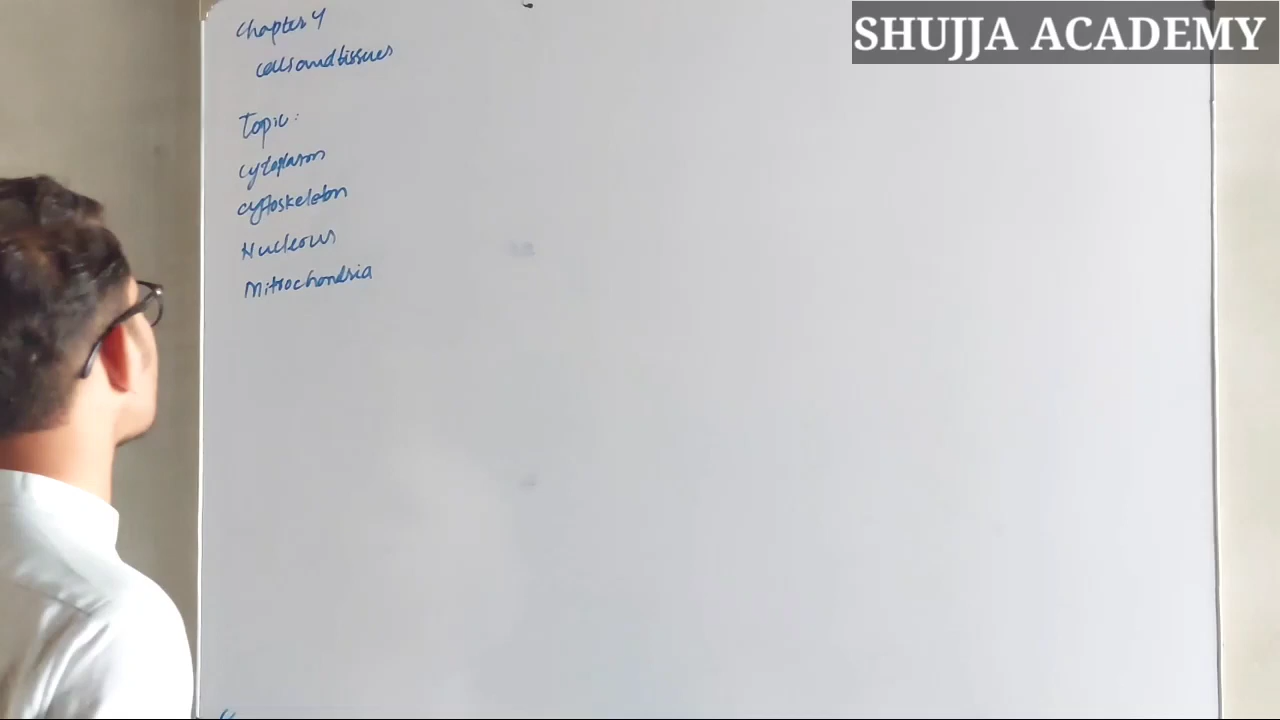 SHUJJA ACADEMY
Chapter 4
cells and tissues
Topic:
cytoplasm
cytoskeleton
Nucleous
Mitrochondria